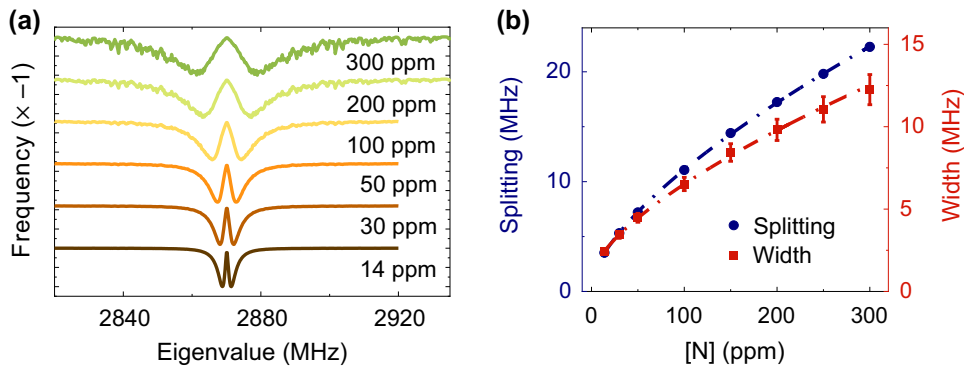 (a)
Frequency (× −1)
300 ppm
200 ppm
100 ppm
50 ppm
30 ppm
14 ppm
2840
2880
2920
Eigenvalue (MHz)
(b)
Splitting (MHz)
20
10
0
Splitting
Width
0
100
200
300
[N] (ppm)
15
10
5
0
Width (MHz)